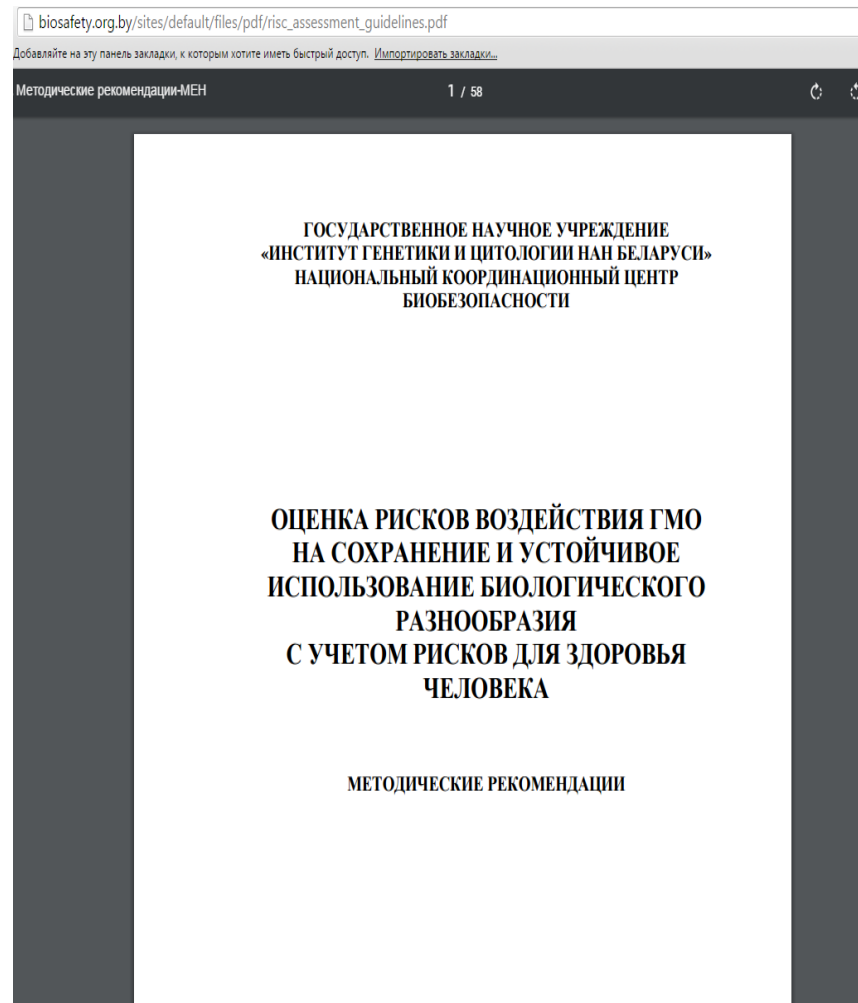 biosafety.org.by/sites/default/files/pdf/risc_assessment_guidelines.pdf
Добавляйте на эту панель закладки, к которым хотите иметь быстрый доступ. Импортировать закладки...
Методические рекомендации-МЕН 1 / 58
ГОСУДАРСТВЕННОЕ НАУЧНОЕ УЧРЕЖДЕНИЕ
«ИНСТИТУТ ГЕНЕТИКИ И ЦИТОЛОГИИ НАН БЕЛАРУСИ»
НАЦИОНАЛЬНЫЙ КООРДИНАЦИОННЫЙ ЦЕНТР
БИОБЕЗОПАСНОСТИ
ОЦЕНКА РИСКОВ ВОЗДЕЙСТВИЯ ГМО
НА СОХРАНЕНИЕ И УСТОЙЧИВОЕ
ИСПОЛЬЗОВАНИЕ БИОЛОГИЧЕСКОГО
РАЗНООБРАЗИЯ
С УЧЕТОМ РИСКОВ ДЛЯ ЗДОРОВЬЯ
ЧЕЛОВЕКА
МЕТОДИЧЕСКИЕ РЕКОМЕНДАЦИИ